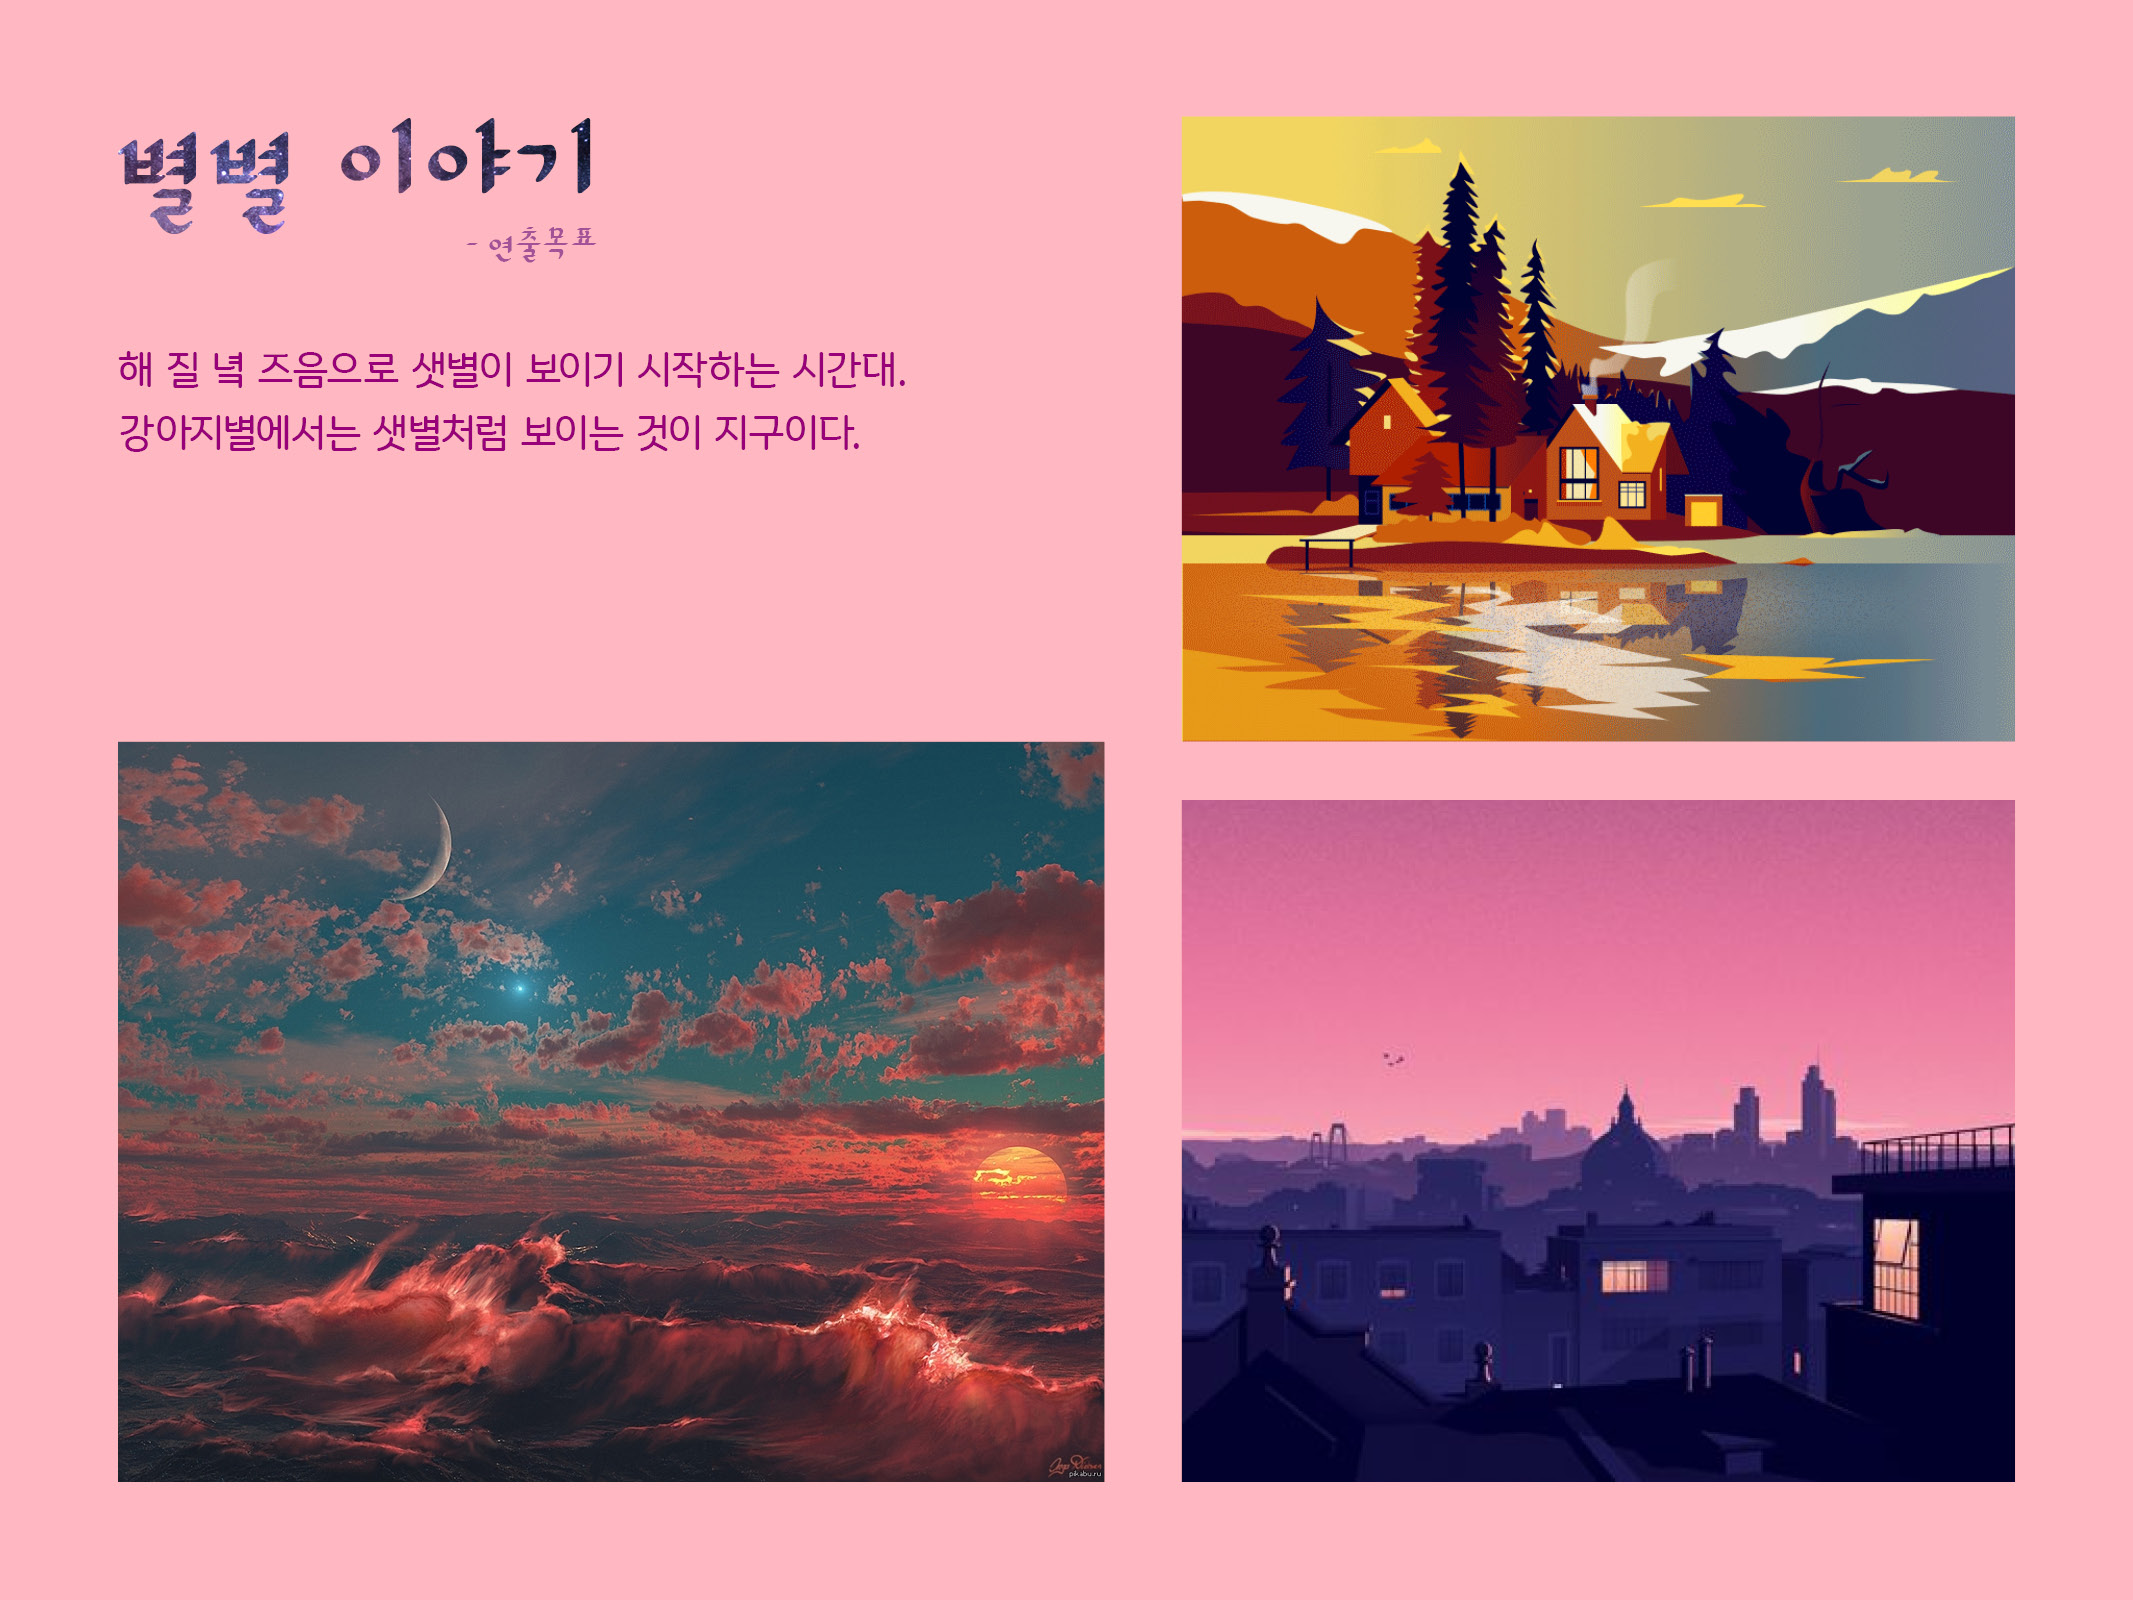 별별 이야기
- 연출목표
해 질 녘 즈음으로 샛별이 보이기 시작하는 시간대.
강아지별에서는 샛별처럼 보이는 것이 지구이다.
pikabu.ru